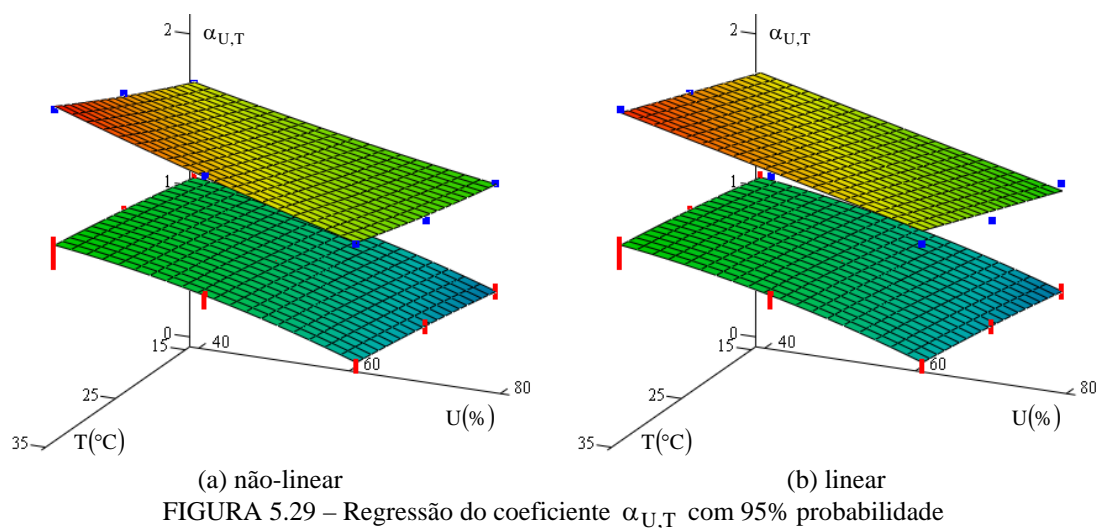 2
α_U,T
1
0
15
25
35
T(°C)
40
60
80
U(%)
2
α_U,T
1
0
15
25
35
T(°C)
40
60
80
U(%)
(a) não-linear
(b) linear
FIGURA 5.29 – Regressão do coeficiente α_U,T com 95% probabilidade